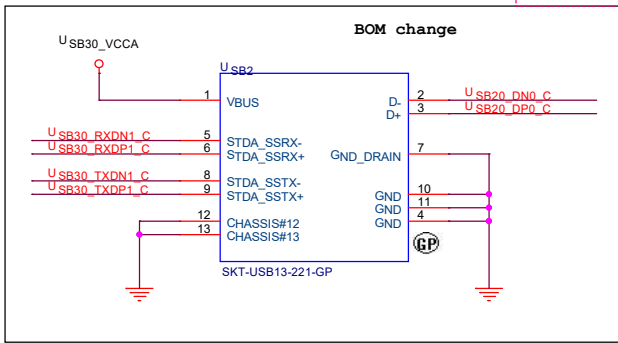 BOM change
USB30_VCCA
USB2
1 VBUS
D- 2 USB20_DN0_C
D+ 3 USB20_DP0_C
USB30_RXDN1_C 5 STDA_SSRX-
USB30_RXDP1_C 6 STDA_SSRX+
GND_DRAIN 7
USB30_TXDN1_C 8 STDA_SSTX-
USB30_TXDP1_C 9 STDA_SSTX+
GND 10
GND 11
GND 4
12 CHASSIS#12
13 CHASSIS#13
GP
SKT-USB13-221-GP